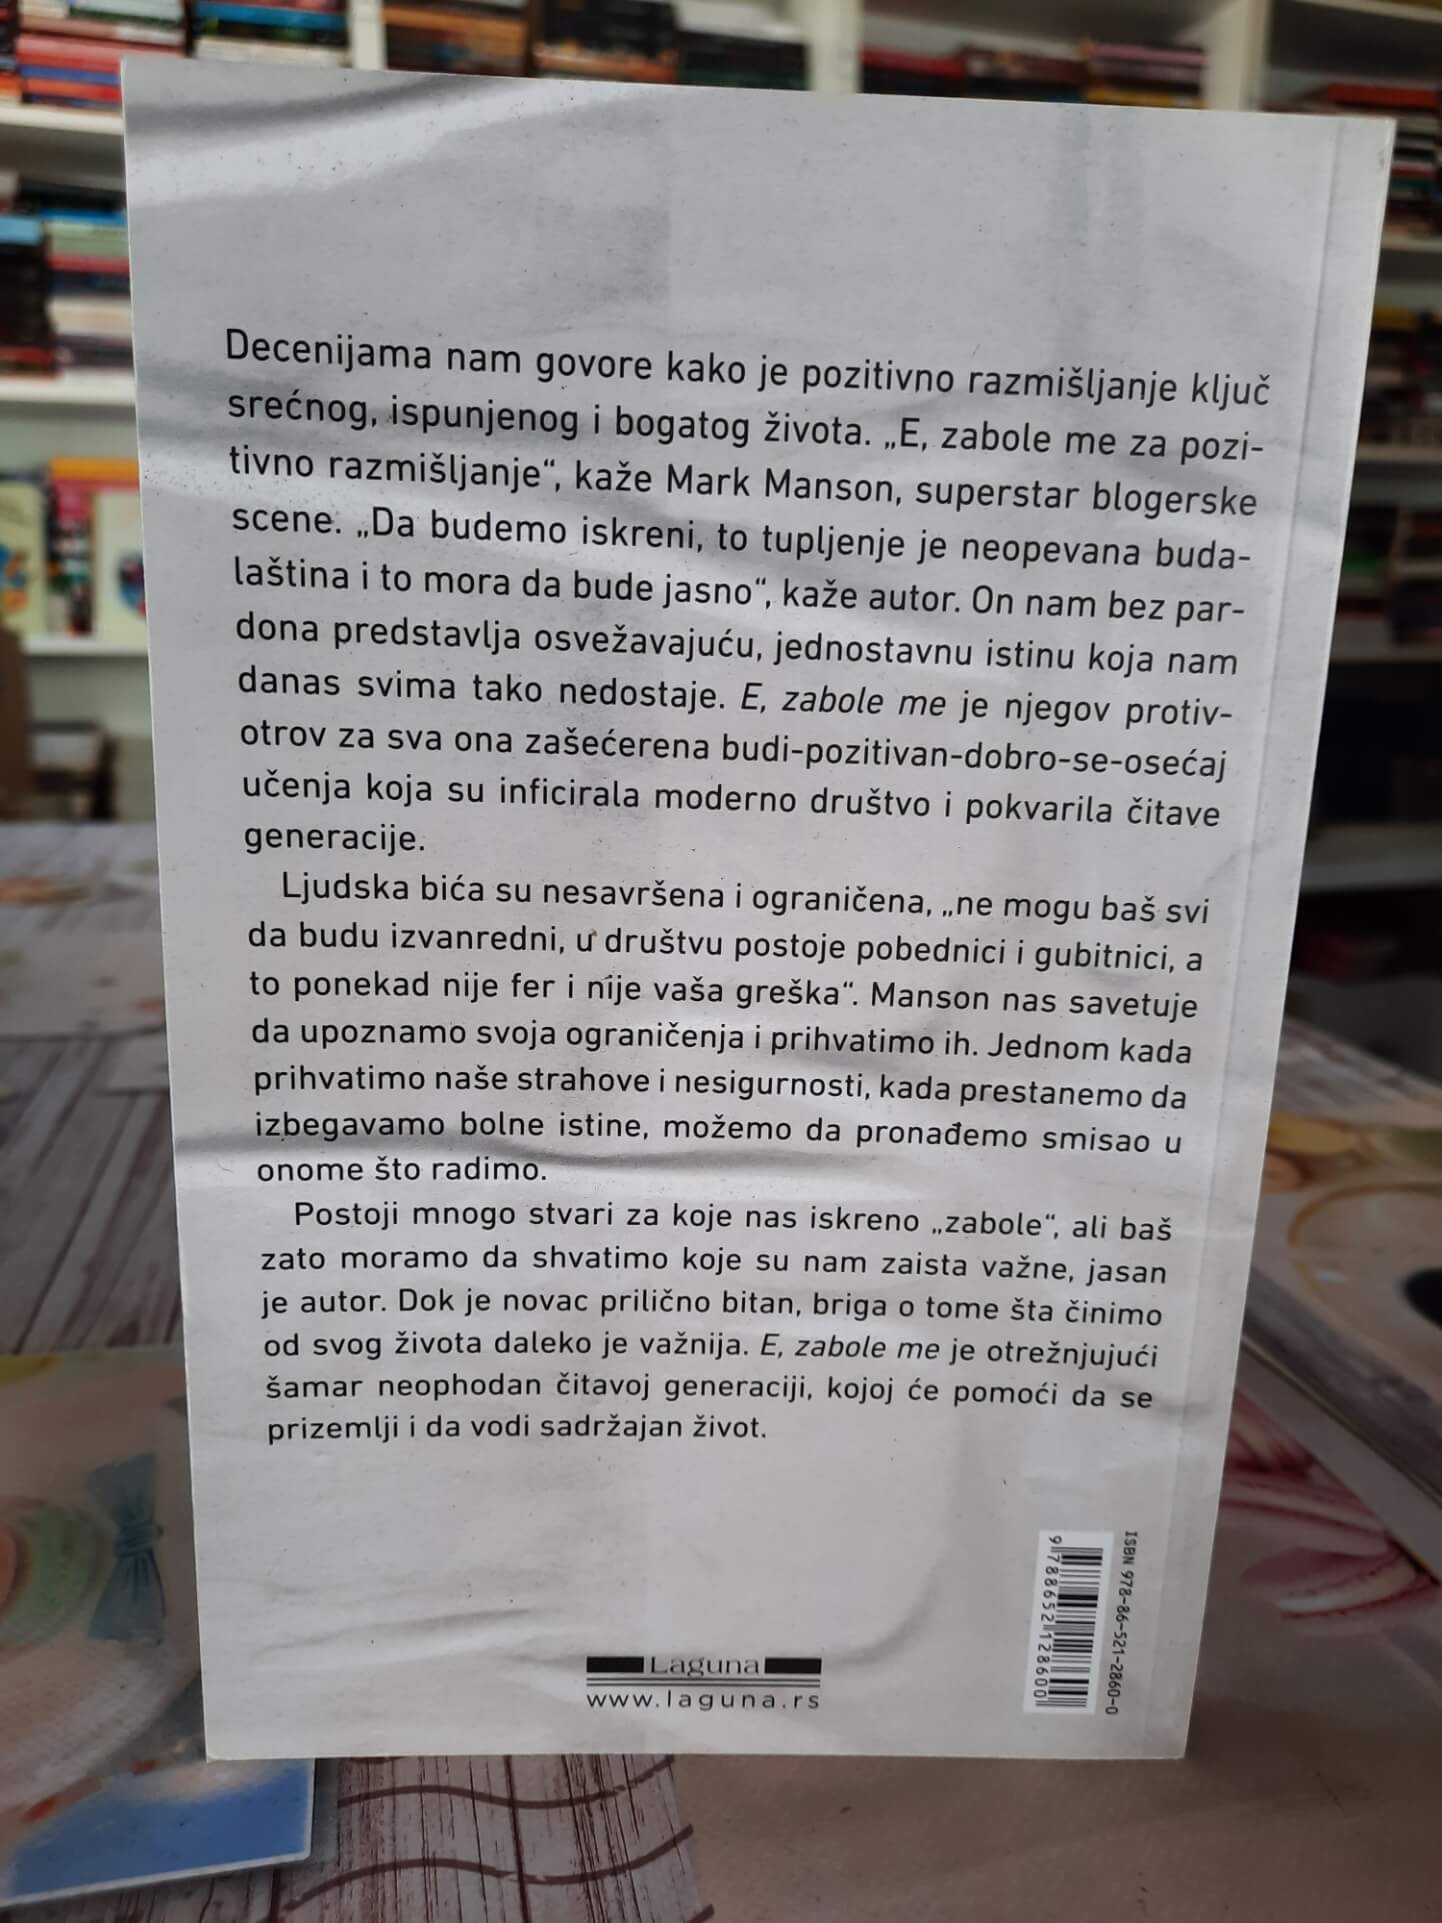 Decenijama nam govore kako je pozitivno razmišljanje ključ
srećnog, ispunjenog i bogatog života. „E, zabole me za pozi-
tivno razmišljanje“, kaže Mark Manson, superstar blogerske
scene. „Da budemo iskreni, to tupljenje je neopevana buda-
laština i to mora da bude jasno“, kaže autor. On nam bez par-
dona predstavlja osvežavajuću, jednostavnu istinu koja nam
danas svima tako nedostaje. E, zabole me je njegov protiv-
otrov za sva ona zašećerena budi-pozitivan-dobro-se-osećaj
učenja koja su inficirala moderno društvo i pokvarila čitave
generacije.
Ljudska bića su nesavršena i ograničena, „ne mogu baš svi
da budu izvanredni, u društvu postoje pobednici i gubitnici, a
to ponekad nije fer i nije vaša greška“. Manson nas savetuje
da upoznamo svoja ograničenja i prihvatimo ih. Jednom kada
prihvatimo naše strahove i nesigurnosti, kada prestanemo da
izbegavamo bolne istine, možemo da pronađemo smisao u
onome što radimo.
Postoji mnogo stvari za koje nas iskreno „zabole“, ali baš
zato moramo da shvatimo koje su nam zaista važne, jasan
je autor. Dok je novac prilično bitan, briga o tome šta činimo
od svog života daleko je važnija. E, zabole me je otrežnjujući
šamar neophodan čitavoj generaciji, kojoj će pomoći da se
prizemlji i da vodi sadržajan život.
Laguna
www.laguna.rs
ISBN 978-86-521-2860-0
9788652128600